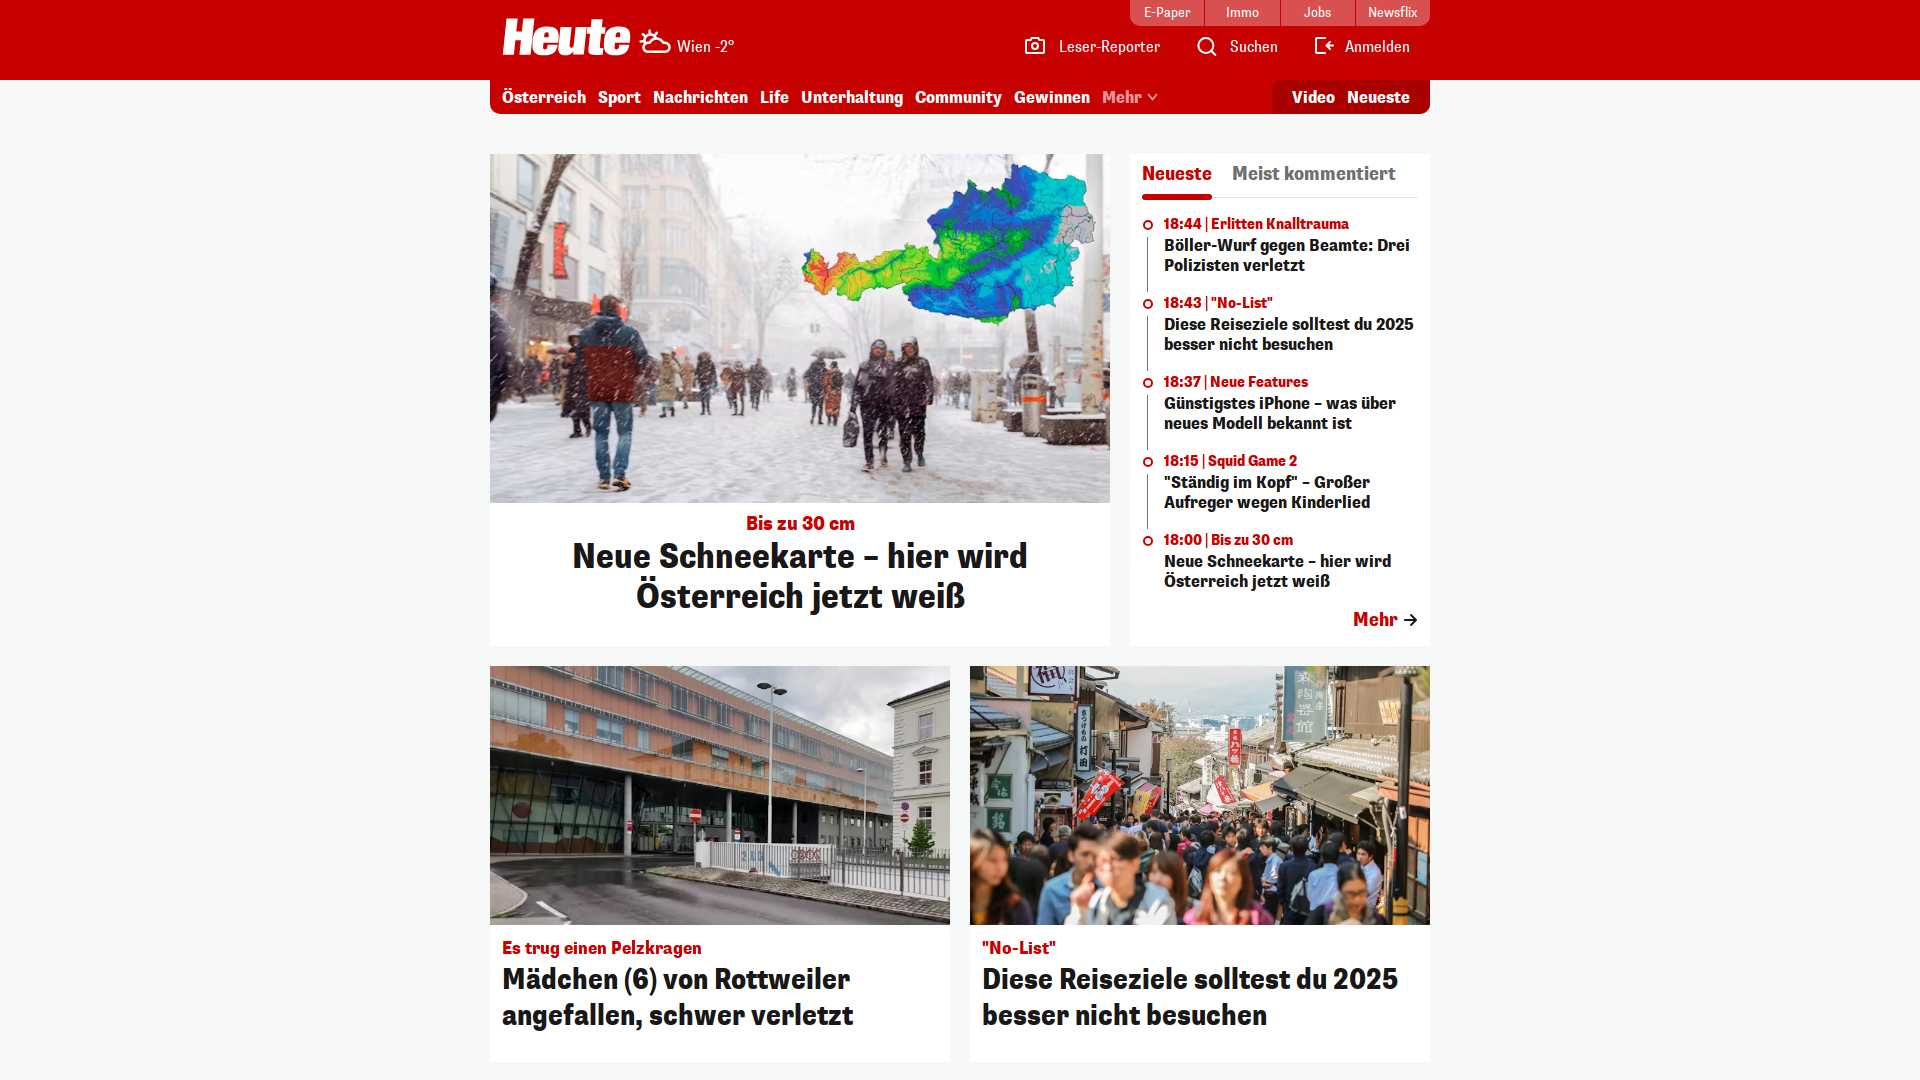 E-Paper
Immo
Jobs
Newsflix
Heute
Wien -2°
Leser-Reporter
Suchen
Anmelden
Österreich
Sport
Nachrichten
Life
Unterhaltung
Community
Gewinnen
Mehr
Video
Neueste
Bis zu 30 cm
Neue Schneekarte – hier wird
Österreich jetzt weiß
Neueste
Meist kommentiert
18:44 | Erlitten Knalltrauma
Böller-Wurf gegen Beamte: Drei
Polizisten verletzt
18:43 | "No-List"
Diese Reiseziele solltest du 2025
besser nicht besuchen
18:37 | Neue Features
Günstigstes iPhone – was über
neues Modell bekannt ist
18:15 | Squid Game 2
"Ständig im Kopf" – Großer
Aufreger wegen Kinderlied
18:00 | Bis zu 30 cm
Neue Schneekarte – hier wird
Österreich jetzt weiß
Mehr
Es trug einen Pelzkragen
Mädchen (6) von Rottweiler
angefallen, schwer verletzt
"No-List"
Diese Reiseziele solltest du 2025
besser nicht besuchen